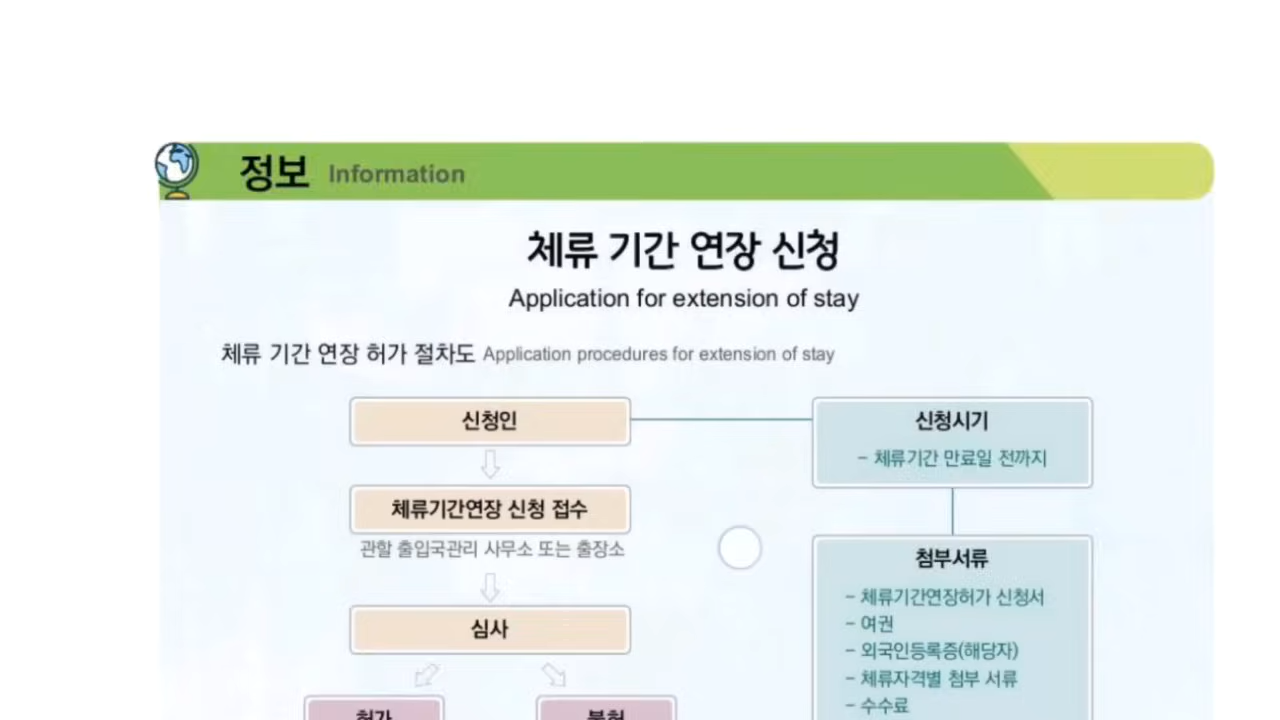 정보 Information
체류 기간 연장 신청
Application for extension of stay
체류 기간 연장 허가 절차도 Application procedures for extension of stay
신청인
체류기간연장 신청 접수
관할 출입국관리 사무소 또는 출장소
심사
허가
불허
신청시기
- 체류기간 만료일 전까지
첨부서류
- 체류기간연장허가 신청서
- 여권
- 외국인등록증(해당자)
- 체류자격별 첨부 서류
- 수수료